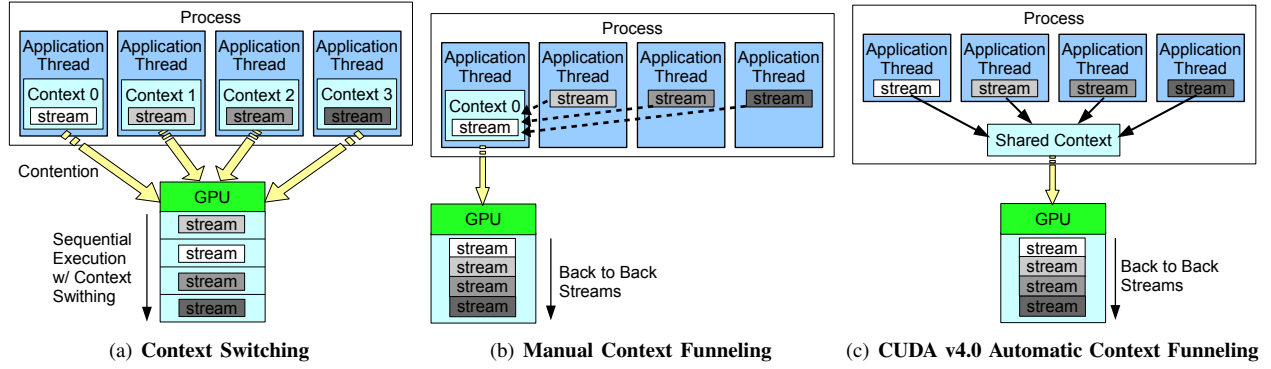 Process
Application
Thread
Context 0
stream
Application
Thread
Context 1
stream
Application
Thread
Context 2
stream
Application
Thread
Context 3
stream
Contention
GPU
stream
stream
stream
stream
Sequential
Execution
w/ Context
Swithing
(a) Context Switching
Process
Application
Thread
Context 0
stream
Application
Thread
stream
Application
Thread
stream
Application
Thread
stream
GPU
stream
stream
stream
stream
Back to Back
Streams
(b) Manual Context Funneling
Process
Application
Thread
stream
Application
Thread
stream
Application
Thread
stream
Application
Thread
stream
Shared Context
GPU
stream
stream
stream
stream
Back to Back
Streams
(c) CUDA v4.0 Automatic Context Funneling